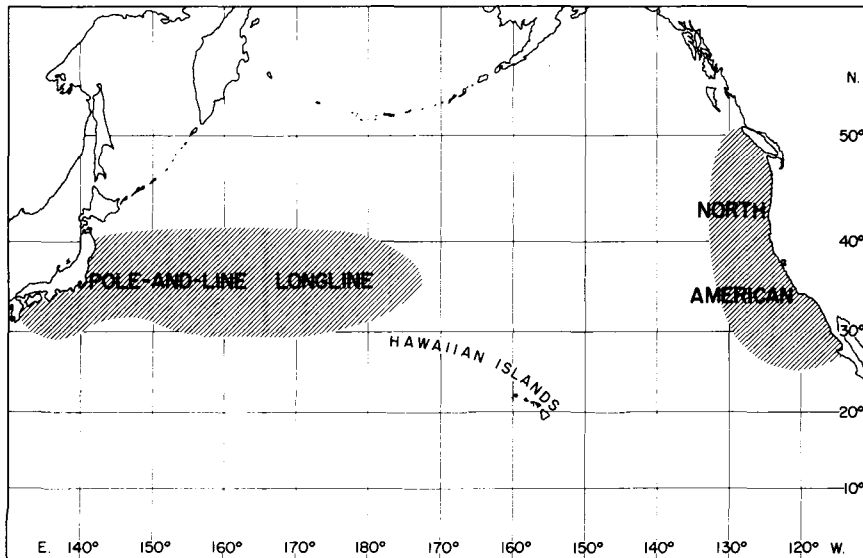 N.
50°
NORTH
40°
POLE-AND-LINE LONGLINE
AMERICAN
30°
HAWAIIAN ISLANDS
20°
10°
E. 140° 150° 160° 170° 180° 170° 160° 150° 140° 130° 120° W.